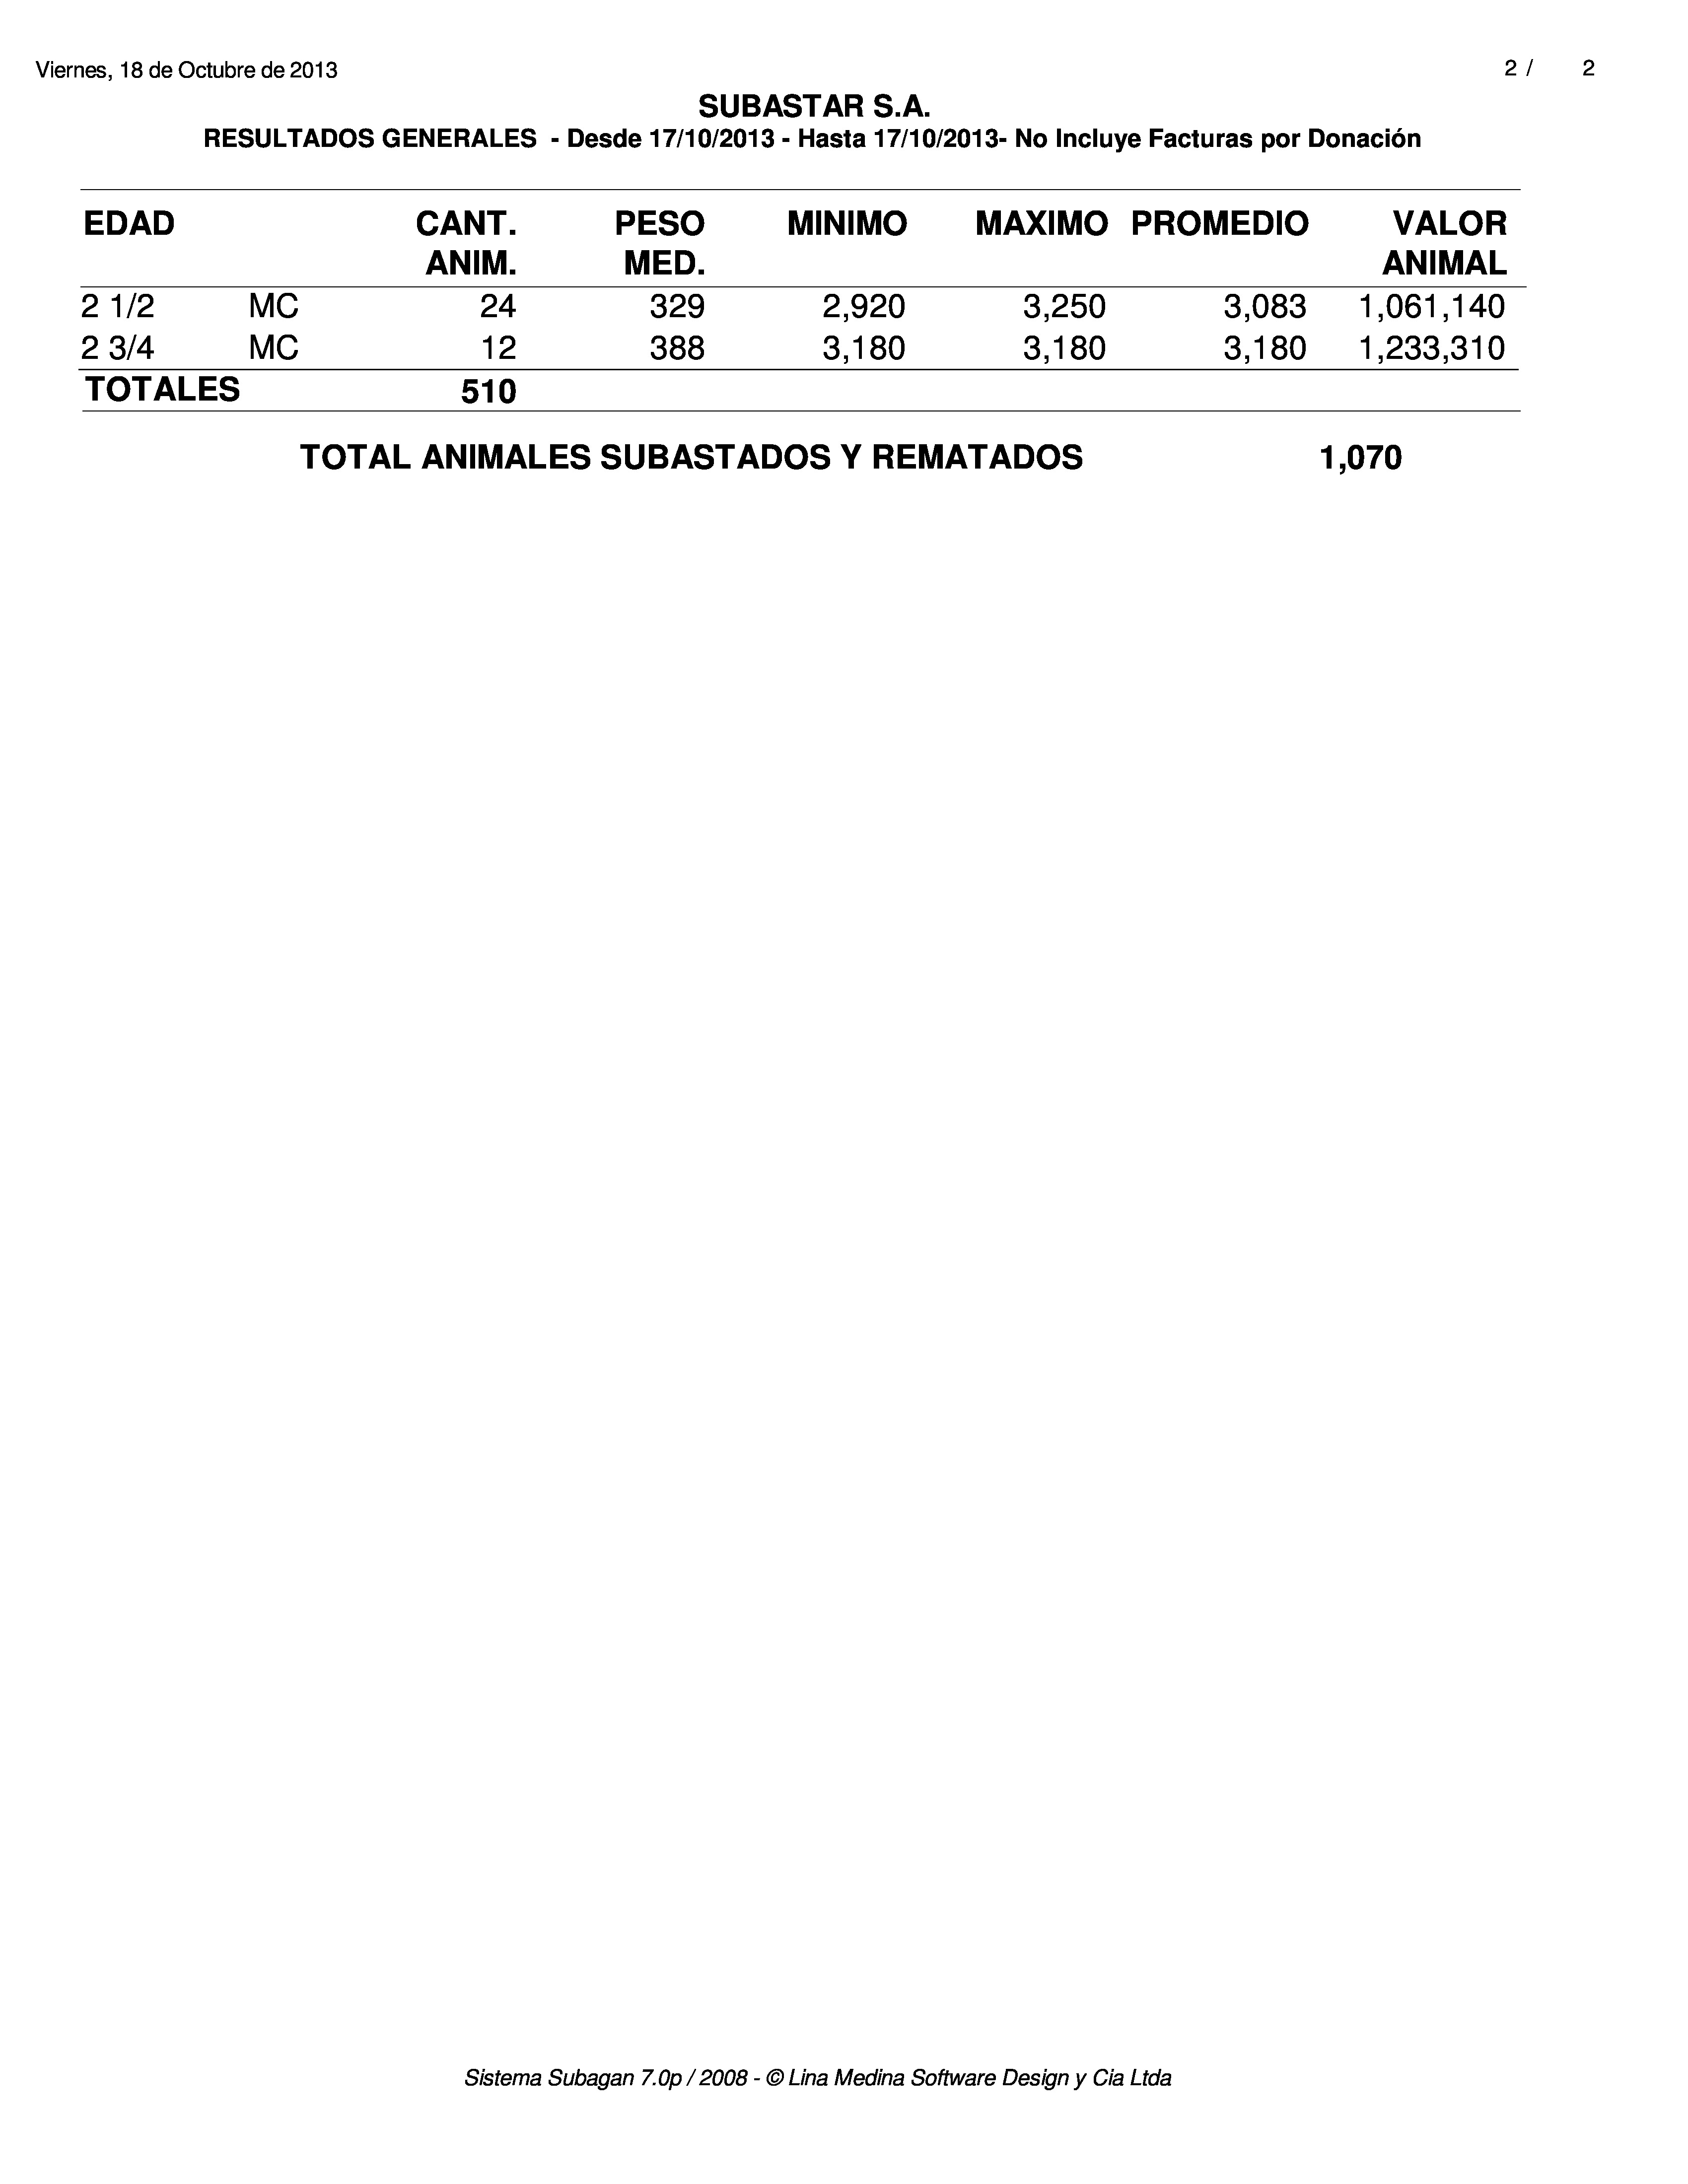 Viernes, 18 de Octubre de 2013 2 / 2
SUBASTAR S.A.
RESULTADOS GENERALES - Desde 17/10/2013 - Hasta 17/10/2013- No Incluye Facturas por Donación
EDAD CANT. PESO MINIMO MAXIMO PROMEDIO VALOR
ANIM. MED. ANIMAL
2 1/2 MC 24 329 2,920 3,250 3,083 1,061,140
2 3/4 MC 12 388 3,180 3,180 3,180 1,233,310
TOTALES 510
TOTAL ANIMALES SUBASTADOS Y REMATADOS 1,070
Sistema Subagan 7.0p / 2008 - © Lina Medina Software Design y Cia Ltda